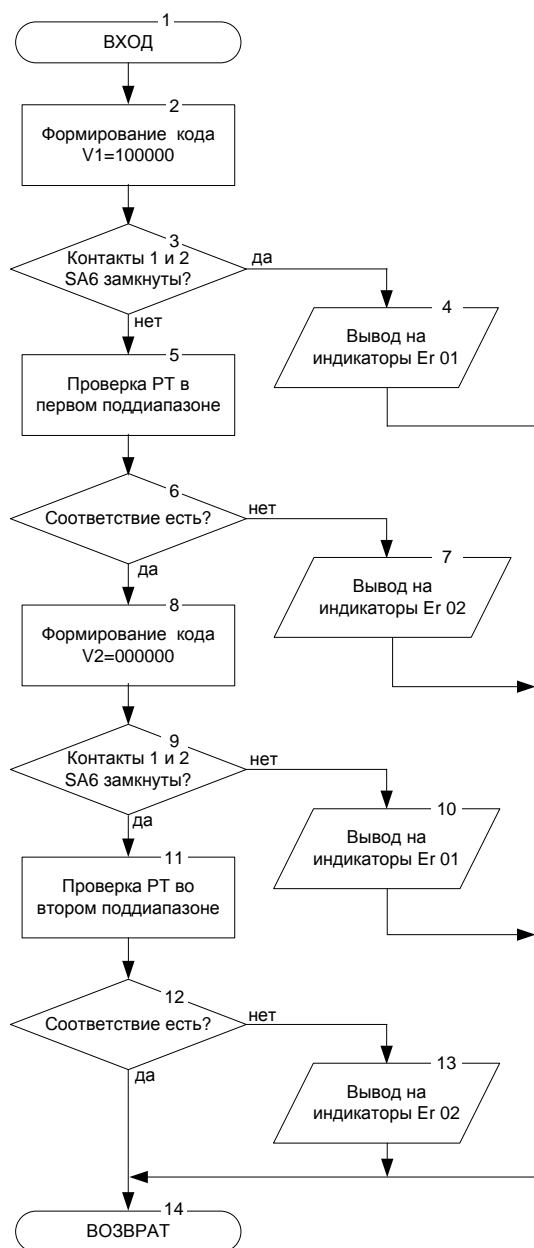 1
ВХОД
2
Формирование кода
V1=100000
3
Контакты 1 и 2
SA6 замкнуты?
да
нет
4
Вывод на
индикаторы Er 01
5
Проверка РТ в
первом поддиапазоне
6
Соответствие есть?
нет
да
7
Вывод на
индикаторы Er 02
8
Формирование кода
V2=000000
9
Контакты 1 и 2
SA6 замкнуты?
нет
да
10
Вывод на
индикаторы Er 01
11
Проверка РТ во
втором поддиапазоне
12
Соответствие есть?
нет
да
13
Вывод на
индикаторы Er 02
14
ВОЗВРАТ